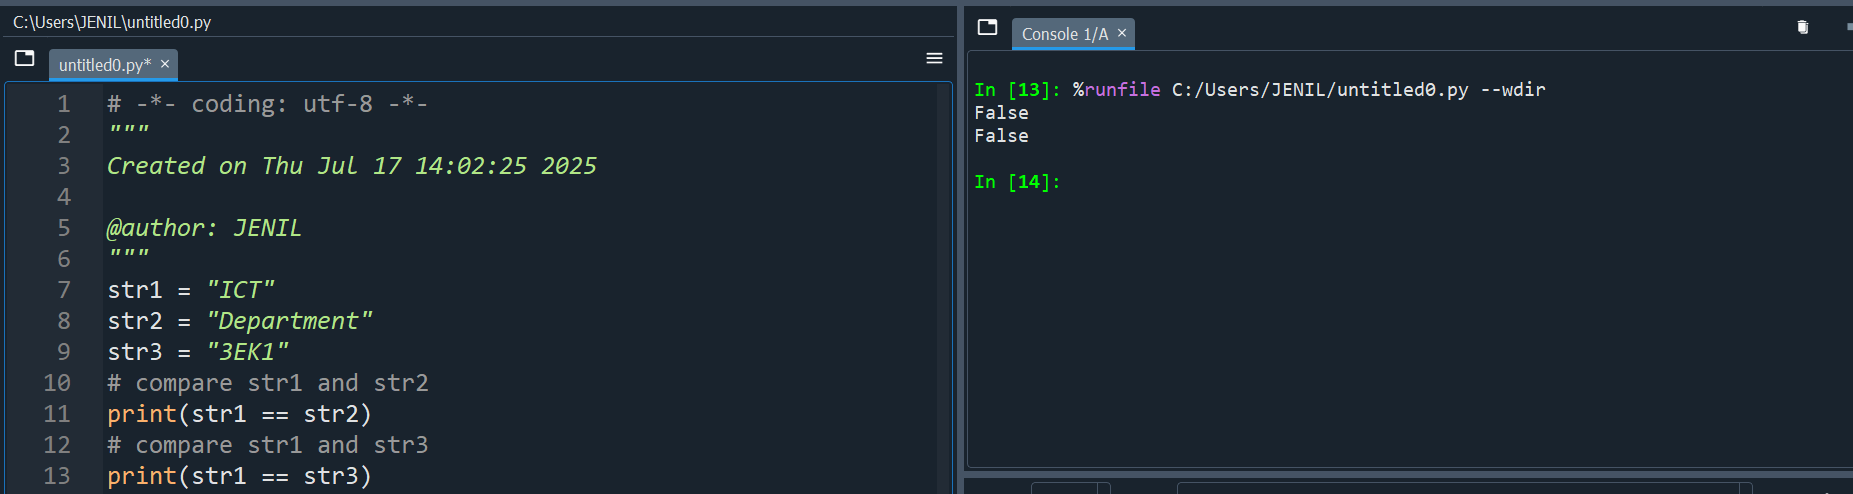 C:\Users\JENIL\untitled0.py
untitled0.py*
1 # -*- coding: utf-8 -*-
2 """
3 Created on Thu Jul 17 14:02:25 2025
4
5 @author: JENIL
6 """
7 str1 = "ICT"
8 str2 = "Department"
9 str3 = "3EK1"
10 # compare str1 and str2
11 print(str1 == str2)
12 # compare str1 and str3
13 print(str1 == str3)
Console 1/A
In [13]: %runfile C:/Users/JENIL/untitled0.py --wdir
False
False
In [14]: